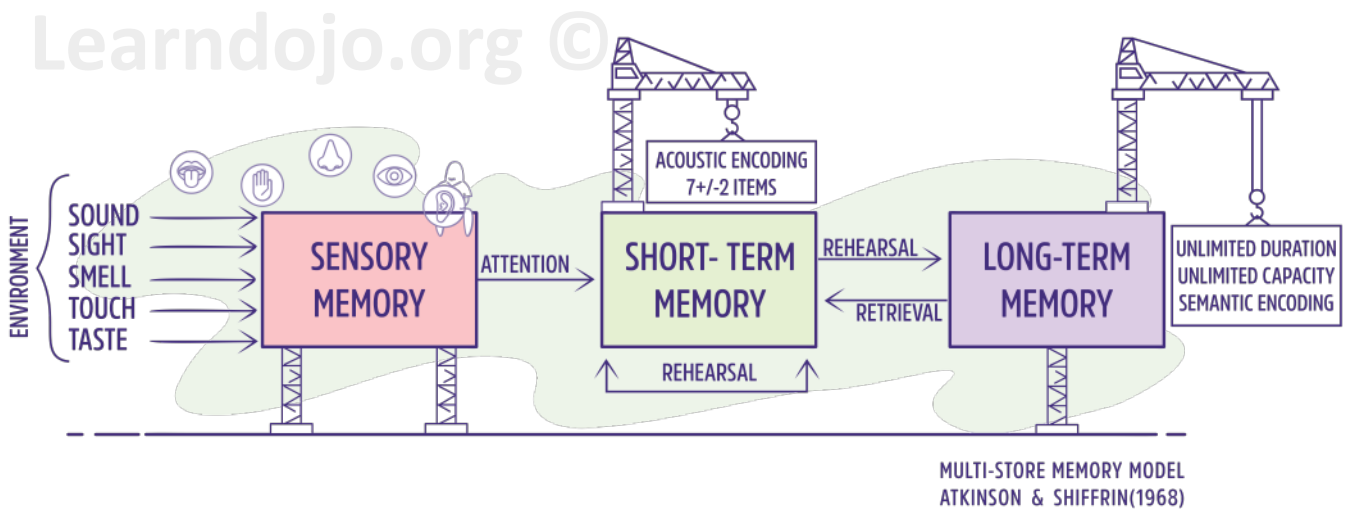 Learndojo.org ©
ENVIRONMENT
SOUND
SIGHT
SMELL
TOUCH
TASTE
SENSORY
MEMORY
ATTENTION
ACOUSTIC ENCODING
7+/-2 ITEMS
SHORT- TERM
MEMORY
REHEARSAL
REHEARSAL
RETRIEVAL
LONG-TERM
MEMORY
UNLIMITED DURATION
UNLIMITED CAPACITY
SEMANTIC ENCODING
MULTI-STORE MEMORY MODEL
ATKINSON & SHIFFRIN(1968)